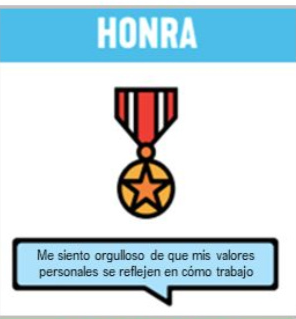 HONRA
Me siento orgulloso de que mis valores
personales se reflejen en cómo trabajo